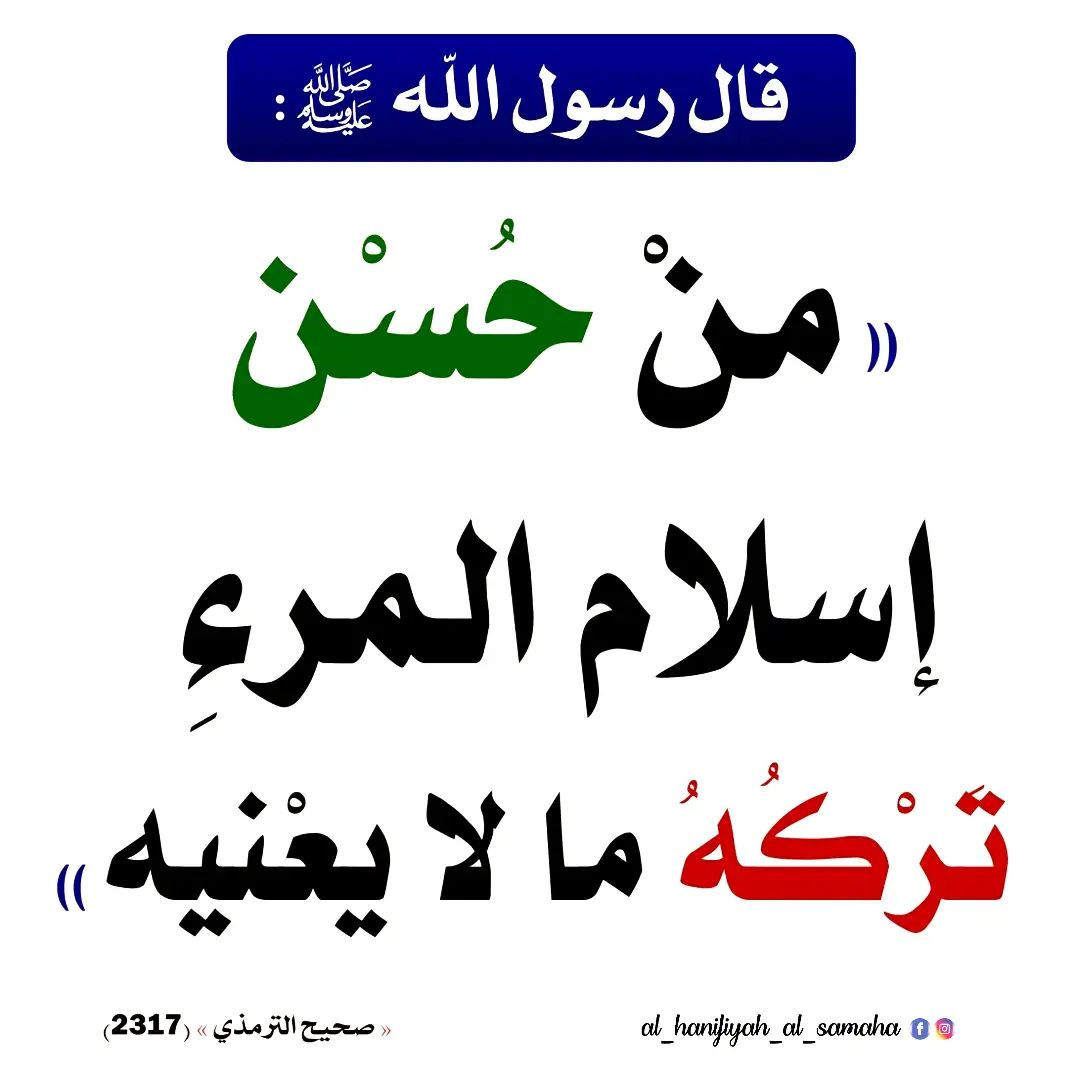 قال رسول الله ﷺ :
(( منْ حُسْن
إسلام المرءِ
تَرْكُهُ ما لا يعْنيه ))
« صحيح الترمذي » (2317)
al_hanifiyah_al_samaha